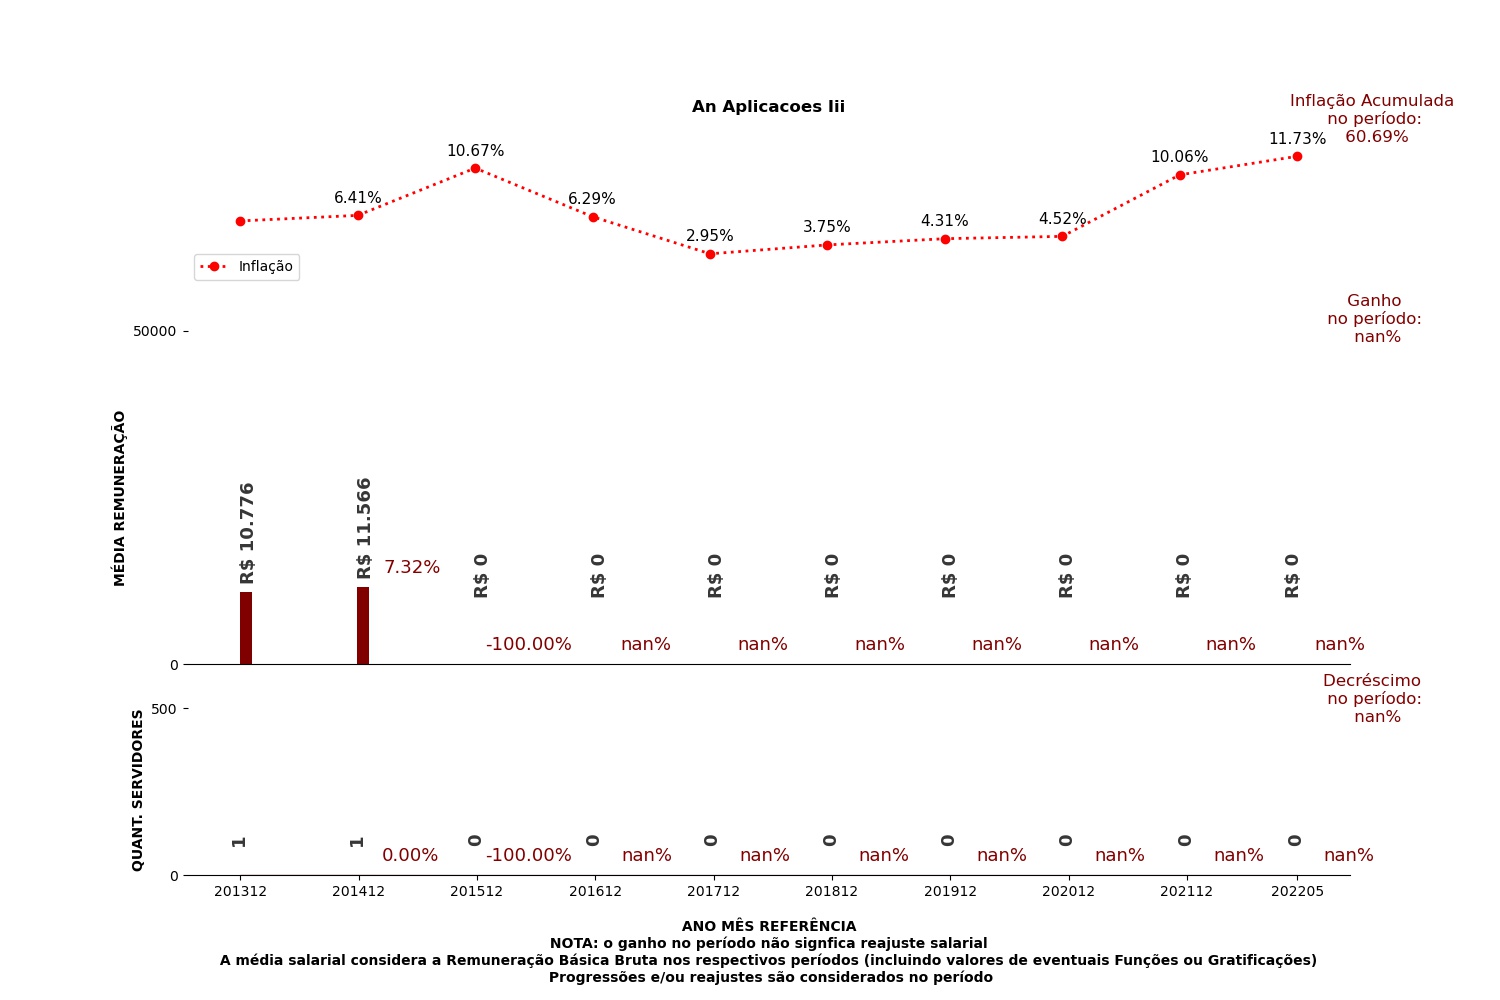 An Aplicacoes Iii
Inflação Acumulada
no período:
60.69%
6.41%
10.67%
6.29%
2.95%
3.75%
4.31%
4.52%
10.06%
11.73%
Inflação
Ganho
no período:
nan%
50000
0
MÉDIA REMUNERAÇÃO
R$ 10.776
R$ 11.566
R$ 0
R$ 0
R$ 0
R$ 0
R$ 0
R$ 0
R$ 0
R$ 0
7.32%
-100.00%
nan%
nan%
nan%
nan%
nan%
nan%
nan%
Decréscimo
no período:
nan%
500
0
QUANT. SERVIDORES
1
1
0
0
0
0
0
0
0
0
0.00%
-100.00%
nan%
nan%
nan%
nan%
nan%
nan%
nan%
201312
201412
201512
201612
201712
201812
201912
202012
202112
202205
ANO MÊS REFERÊNCIA
NOTA: o ganho no período não signfica reajuste salarial
A média salarial considera a Remuneração Básica Bruta nos respectivos períodos (incluindo valores de eventuais Funções ou Gratificações)
Progressões e/ou reajustes são considerados no período